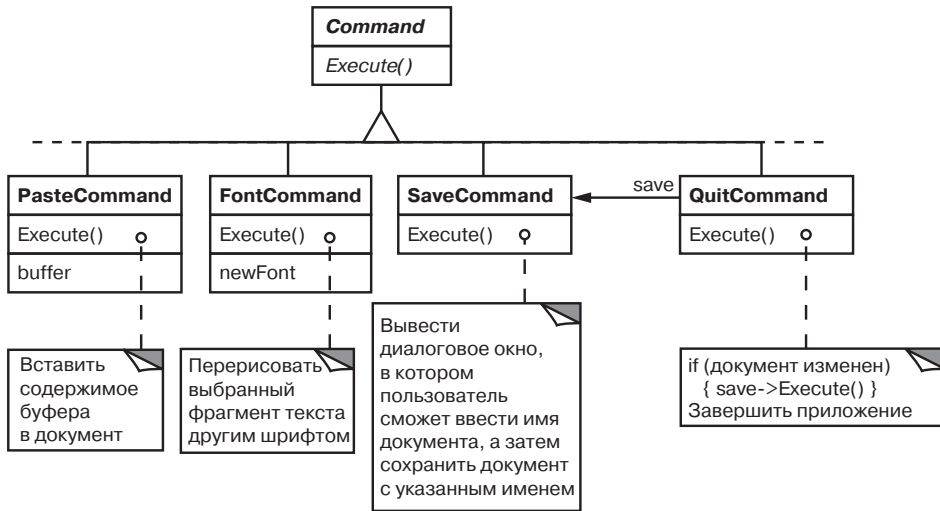 Command
Execute()
PasteCommand
Execute()
buffer
FontCommand
Execute()
newFont
SaveCommand
Execute()
save
QuitCommand
Execute()
Вставить
содержимое
буфера
в документ
Перерисовать
выбранный
фрагмент текста
другим шрифтом
Вывести
диалоговое окно,
в котором
пользователь
сможет ввести имя
документа, а затем
сохранить документ
с указанным именем
if (документ изменен)
{ save->Execute() }
Завершить приложение